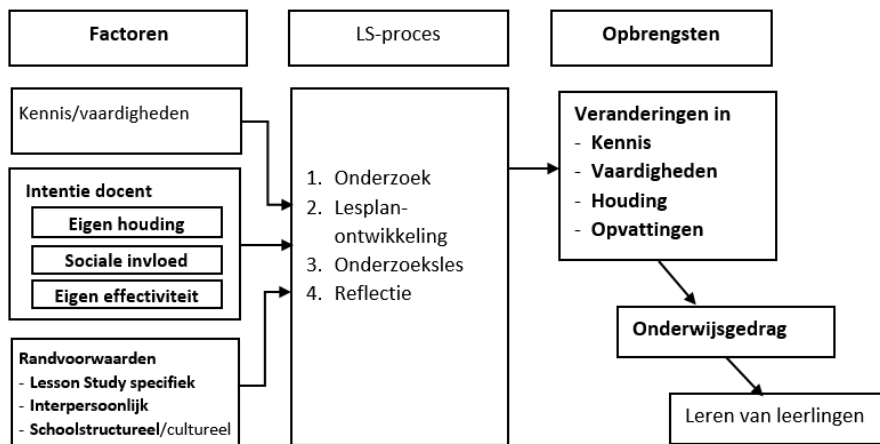 Factoren
LS-proces
Opbrengsten
Kennis/vaardigheden
Intentie docent
Eigen houding
Sociale invloed
Eigen effectiviteit
Randvoorwaarden
- Lesson Study specifiek
- Interpersoonlijk
- Schoolstructureel/cultureel
1. Onderzoek
2. Lesplan-
ontwikkeling
3. Onderzoeksles
4. Reflectie
Veranderingen in
- Kennis
- Vaardigheden
- Houding
- Opvattingen
Onderwijsgedrag
Leren van leerlingen